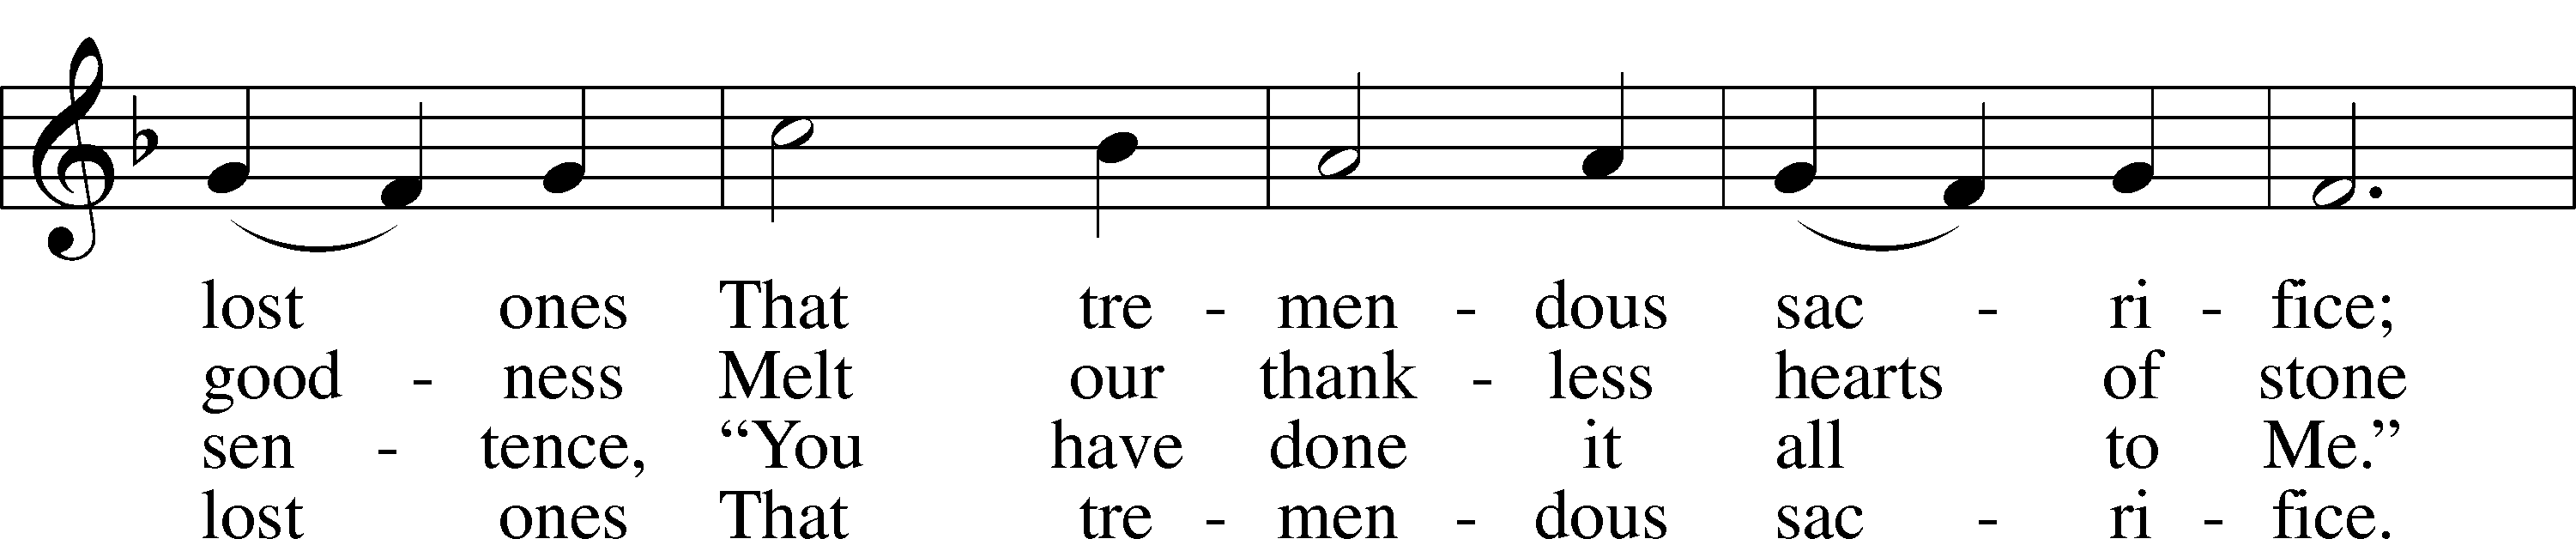 lost ones That tre - men - dous sac - ri - fice;
good - ness Melt our thank - less hearts of stone
sen - tence, “You have done it all to Me.”
lost ones That tre - men - dous sac - ri - fice.